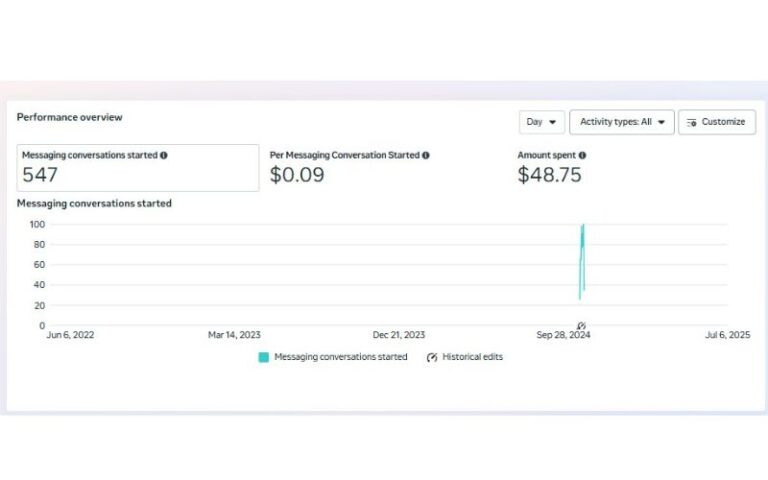 Performance overview
Day Activity types: All Customize
Messaging conversations started Per Messaging Conversation Started Amount spent
547 $0.09 $48.75
Messaging conversations started
100
80
60
40
20
0
Jun 6, 2022 Mar 14, 2023 Dec 21, 2023 Sep 28, 2024 Jul 6, 2025
Messaging conversations started Historical edits